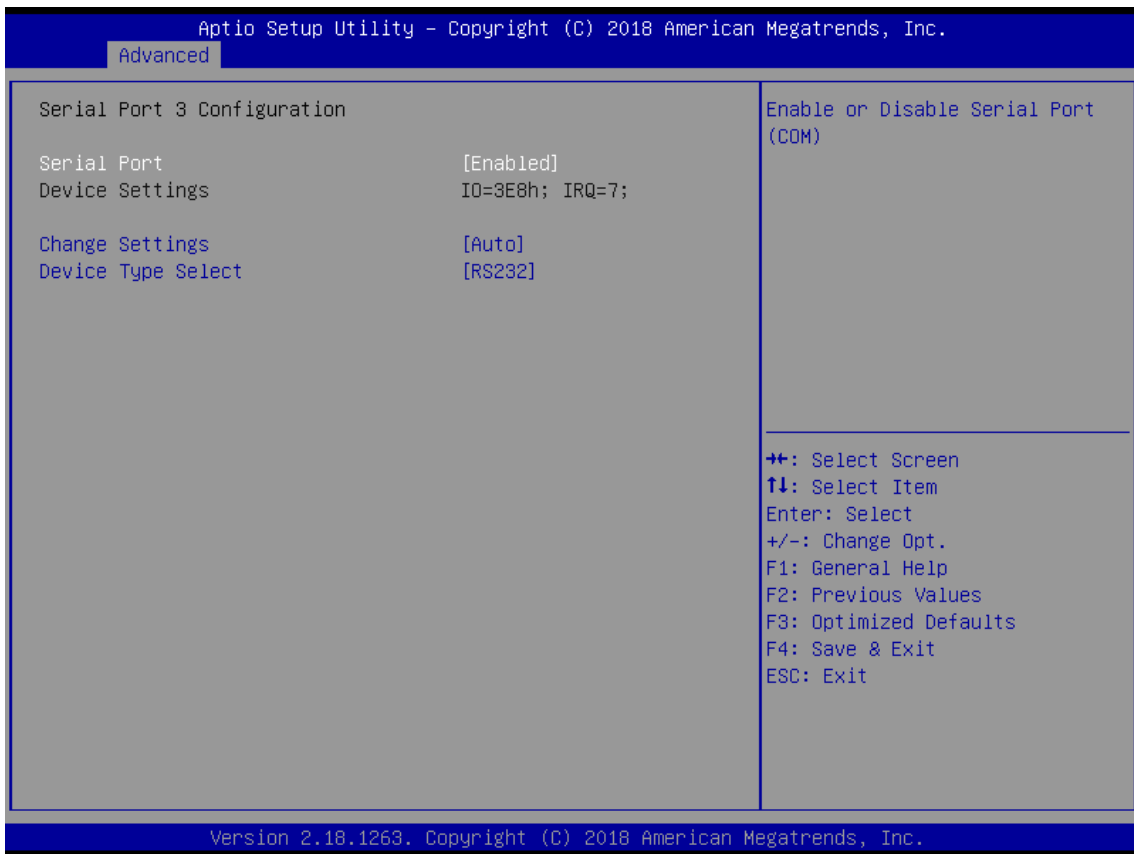 Aptio Setup Utility – Copyright (C) 2018 American Megatrends, Inc.
Advanced
Serial Port 3 Configuration
Serial Port [Enabled]
Device Settings IO=3E8h; IRQ=7;
Change Settings [Auto]
Device Type Select [RS232]
Enable or Disable Serial Port
(COM)
→←: Select Screen
↑↓: Select Item
Enter: Select
+/-: Change Opt.
F1: General Help
F2: Previous Values
F3: Optimized Defaults
F4: Save & Exit
ESC: Exit
Version 2.18.1263. Copyright (C) 2018 American Megatrends, Inc.